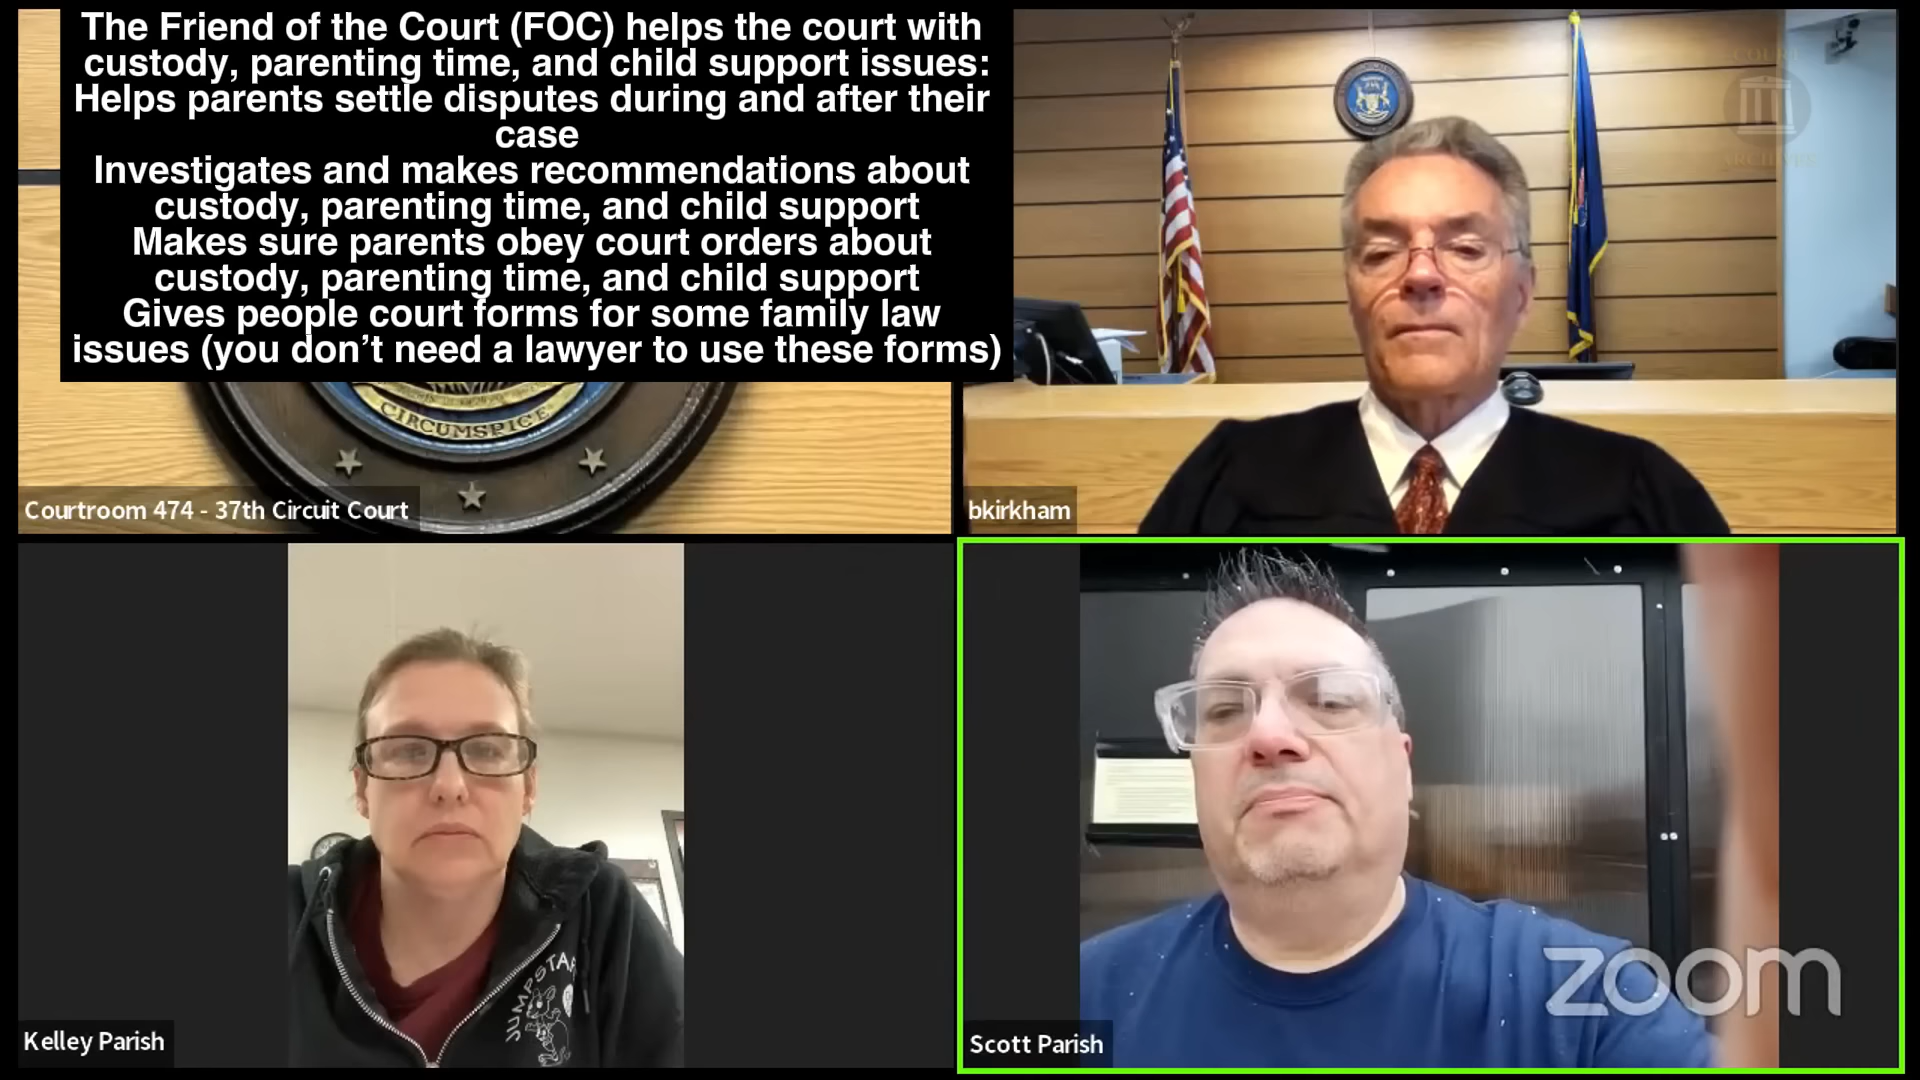 The Friend of the Court (FOC) helps the court with
custody, parenting time, and child support issues:
Helps parents settle disputes during and after their
case
Investigates and makes recommendations about
custody, parenting time, and child support
Makes sure parents obey court orders about
custody, parenting time, and child support
Gives people court forms for some family law
issues (you don’t need a lawyer to use these forms)
CIRCUMSPICE
Courtroom 474 - 37th Circuit Court
COURT
ARCHIVES
bkirkham
JUMPSTA
Kelley Parish
Scott Parish
zoom